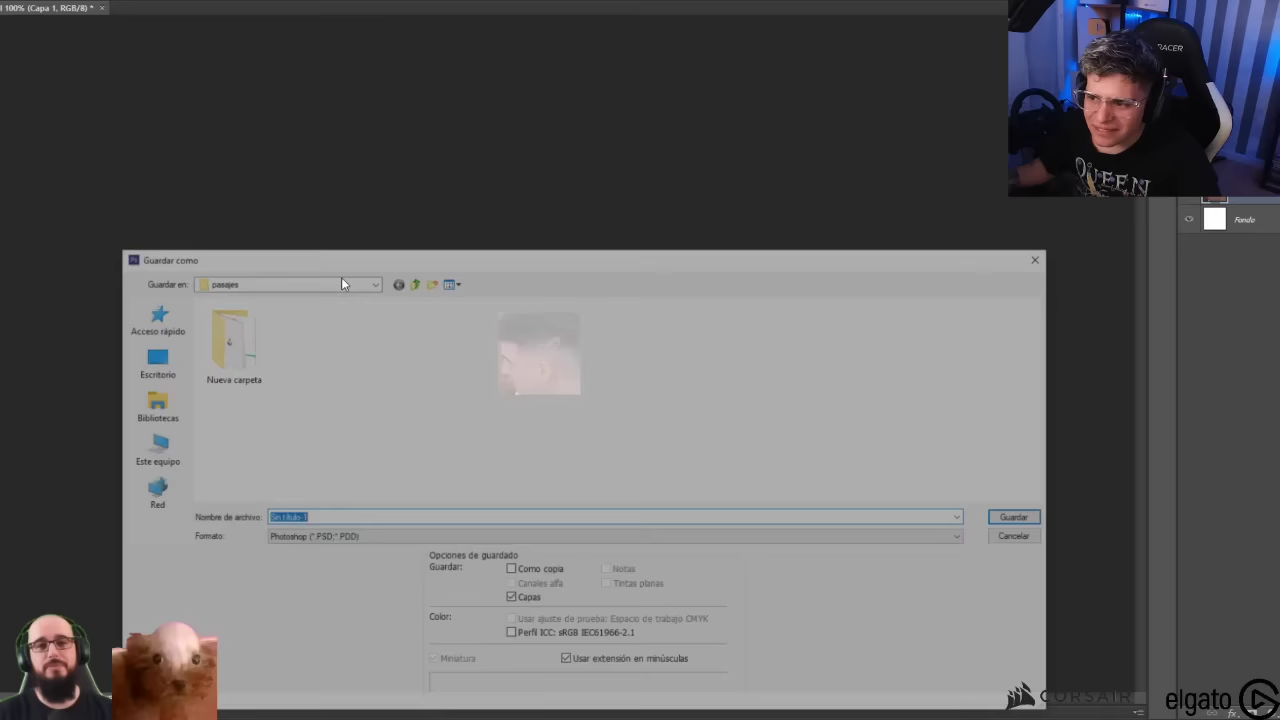 l 100% (Capa 1, RGB/8) * ×
RACER
QUEEN
Fondo
Ps Guardar como
Guardar en: pasajes
Acceso rápido
Nueva carpeta
Escritorio
Bibliotecas
Este equipo
Red
Nombre de archivo: Sin título-1
Guardar
Formato: Photoshop (*.PSD;*.PDD)
Cancelar
Opciones de guardado
Guardar: Como copia Notas
Canales alfa Tintas planas
Capas
Color: Usar ajuste de prueba: Espacio de trabajo CMYK
Perfil ICC: sRGB IEC61966-2.1
Miniatura Usar extensión en minúsculas
CORSAIR elgato
fx